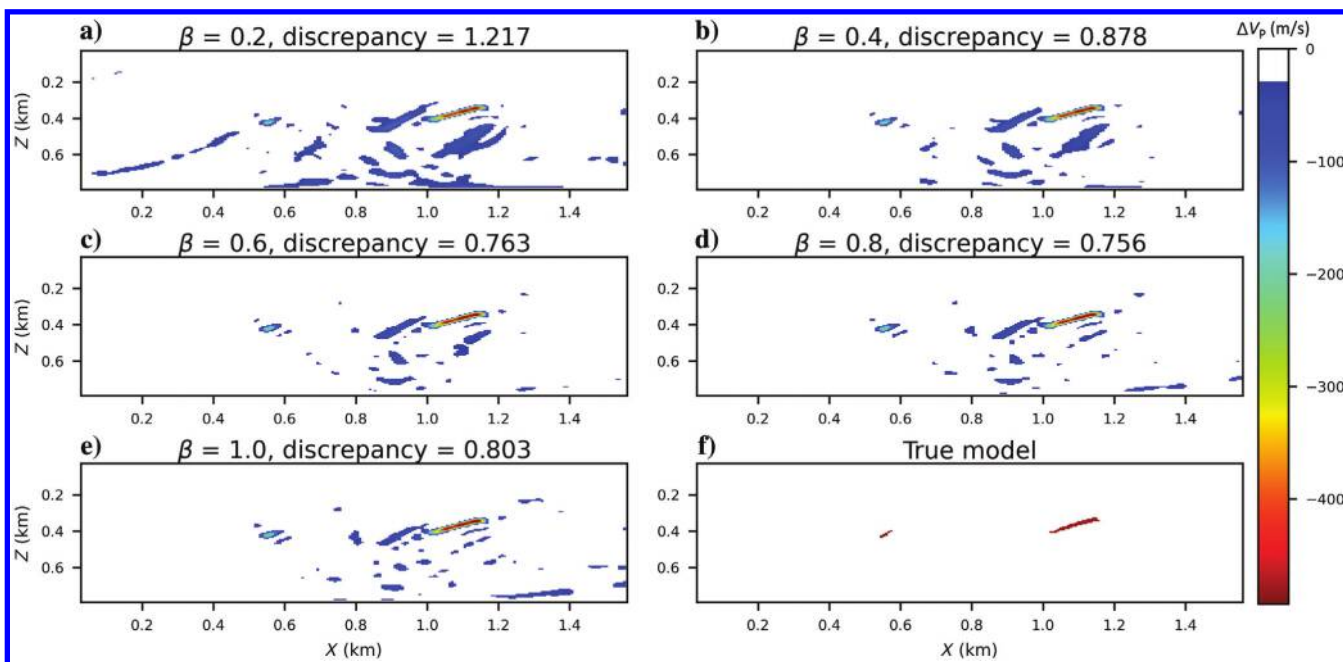 a)
β = 0.2, discrepancy = 1.217
b)
β = 0.4, discrepancy = 0.878
ΔVₚ (m/s)
0
−100
−200
−300
−400
Z (km)
0.2
0.4
0.6
0.2 0.4 0.6 0.8 1.0 1.2 1.4
0.2
0.4
0.6
0.2 0.4 0.6 0.8 1.0 1.2 1.4
c)
β = 0.6, discrepancy = 0.763
d)
β = 0.8, discrepancy = 0.756
Z (km)
0.2
0.4
0.6
0.2 0.4 0.6 0.8 1.0 1.2 1.4
0.2
0.4
0.6
0.2 0.4 0.6 0.8 1.0 1.2 1.4
e)
β = 1.0, discrepancy = 0.803
f)
True model
Z (km)
0.2
0.4
0.6
0.2 0.4 0.6 0.8 1.0 1.2 1.4
X (km)
0.2
0.4
0.6
0.2 0.4 0.6 0.8 1.0 1.2 1.4
X (km)